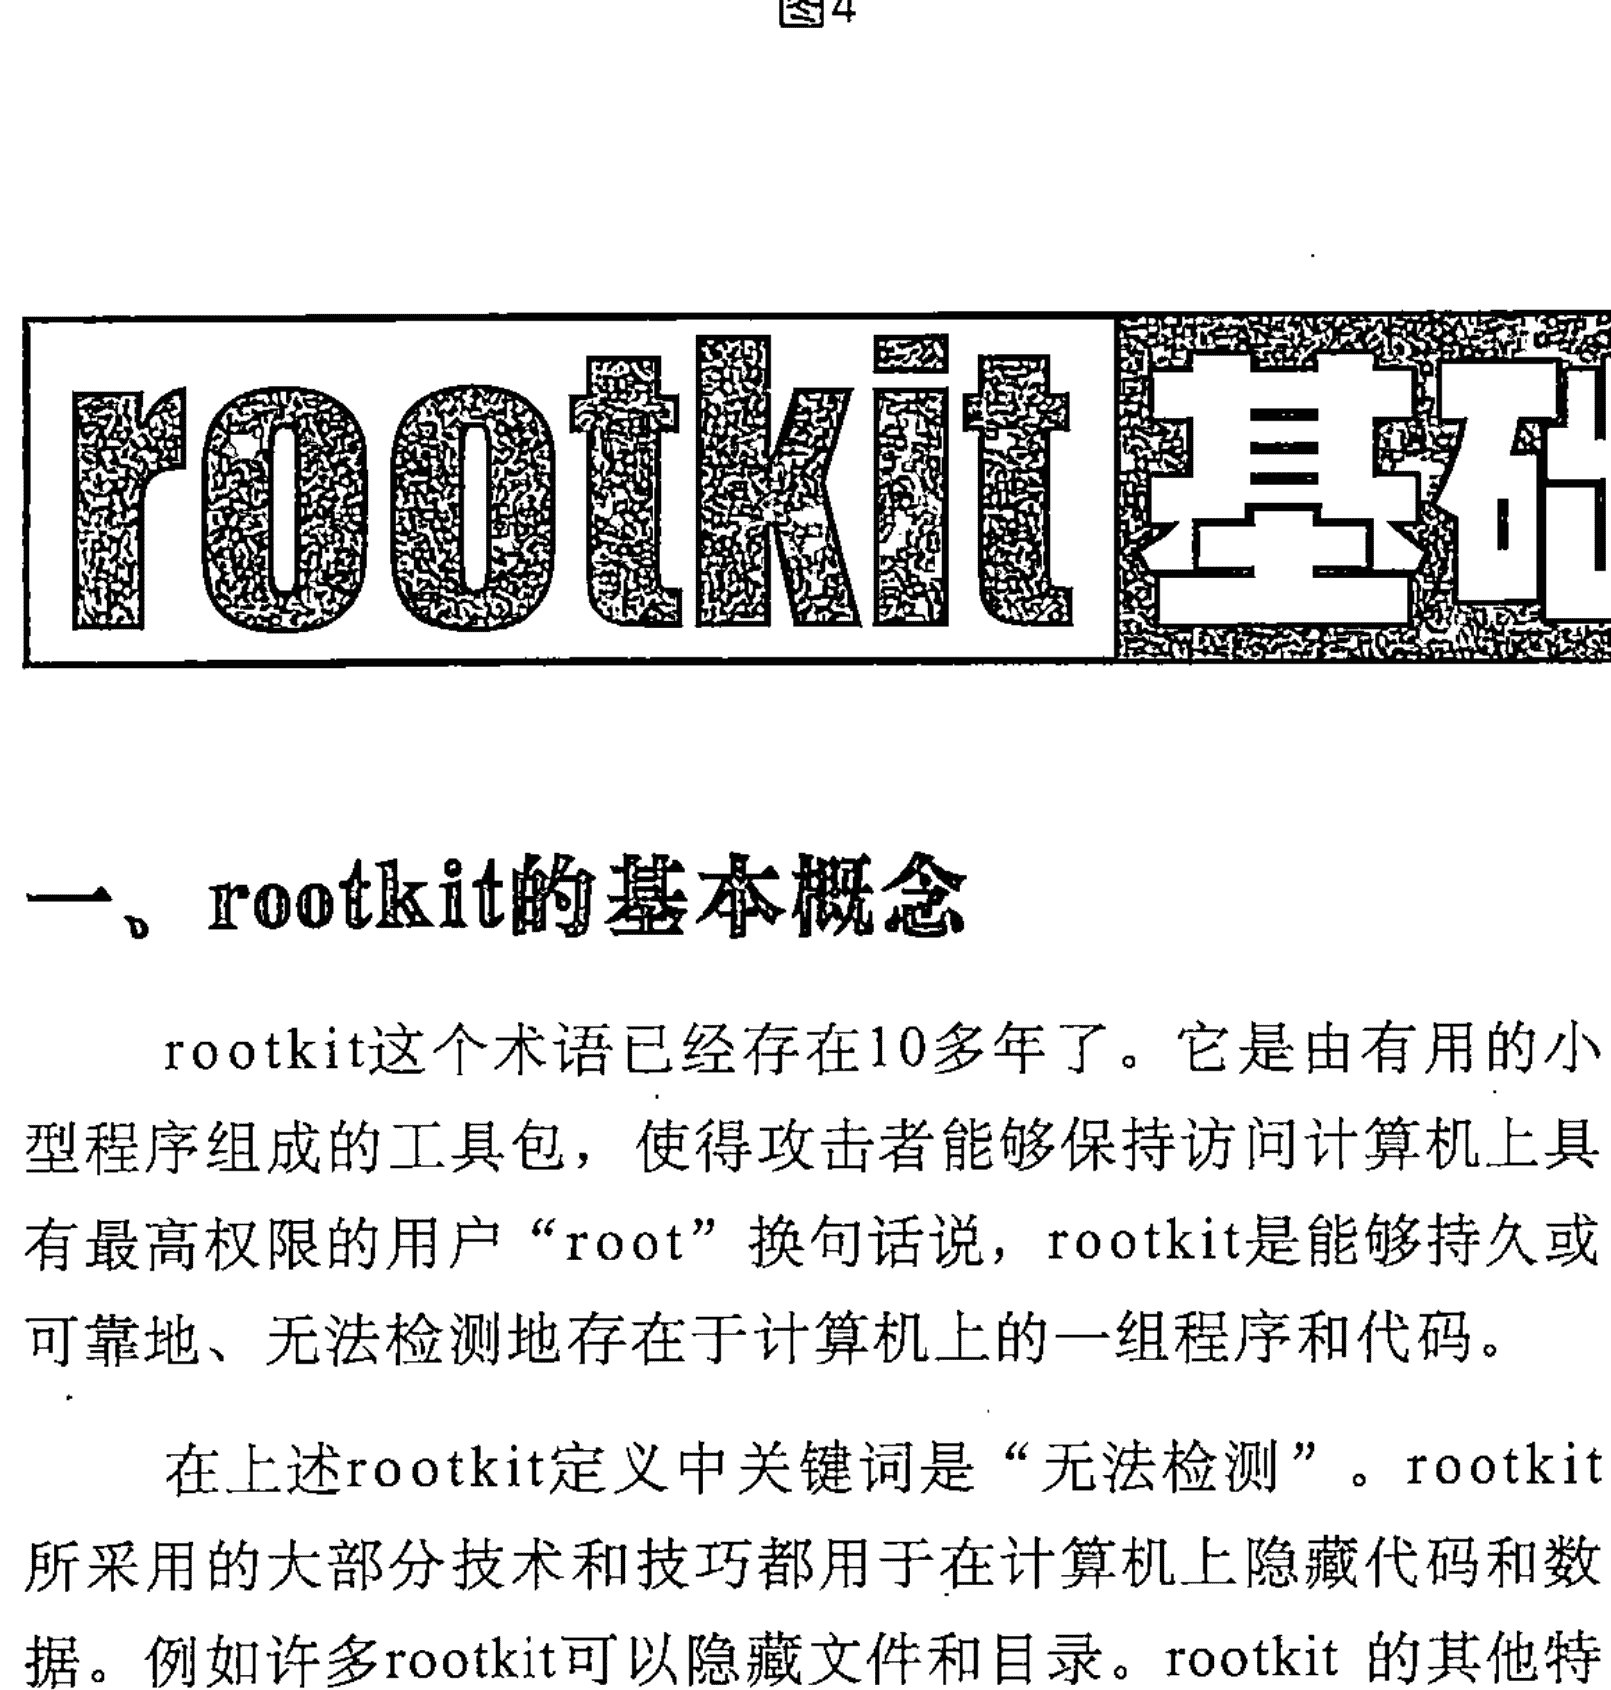 图4
rootkit基础
一、rootkit的基本概念
rootkit这个术语已经存在10多年了。它是由有用的小
型程序组成的工具包，使得攻击者能够保持访问计算机上具
有最高权限的用户“root”换句话说，rootkit是能够持久或
可靠地、无法检测地存在于计算机上的一组程序和代码。
在上述rootkit定义中关键词是“无法检测”。rootkit
所采用的大部分技术和技巧都用于在计算机上隐藏代码和数
据。例如许多rootkit可以隐藏文件和目录。rootkit 的其他特